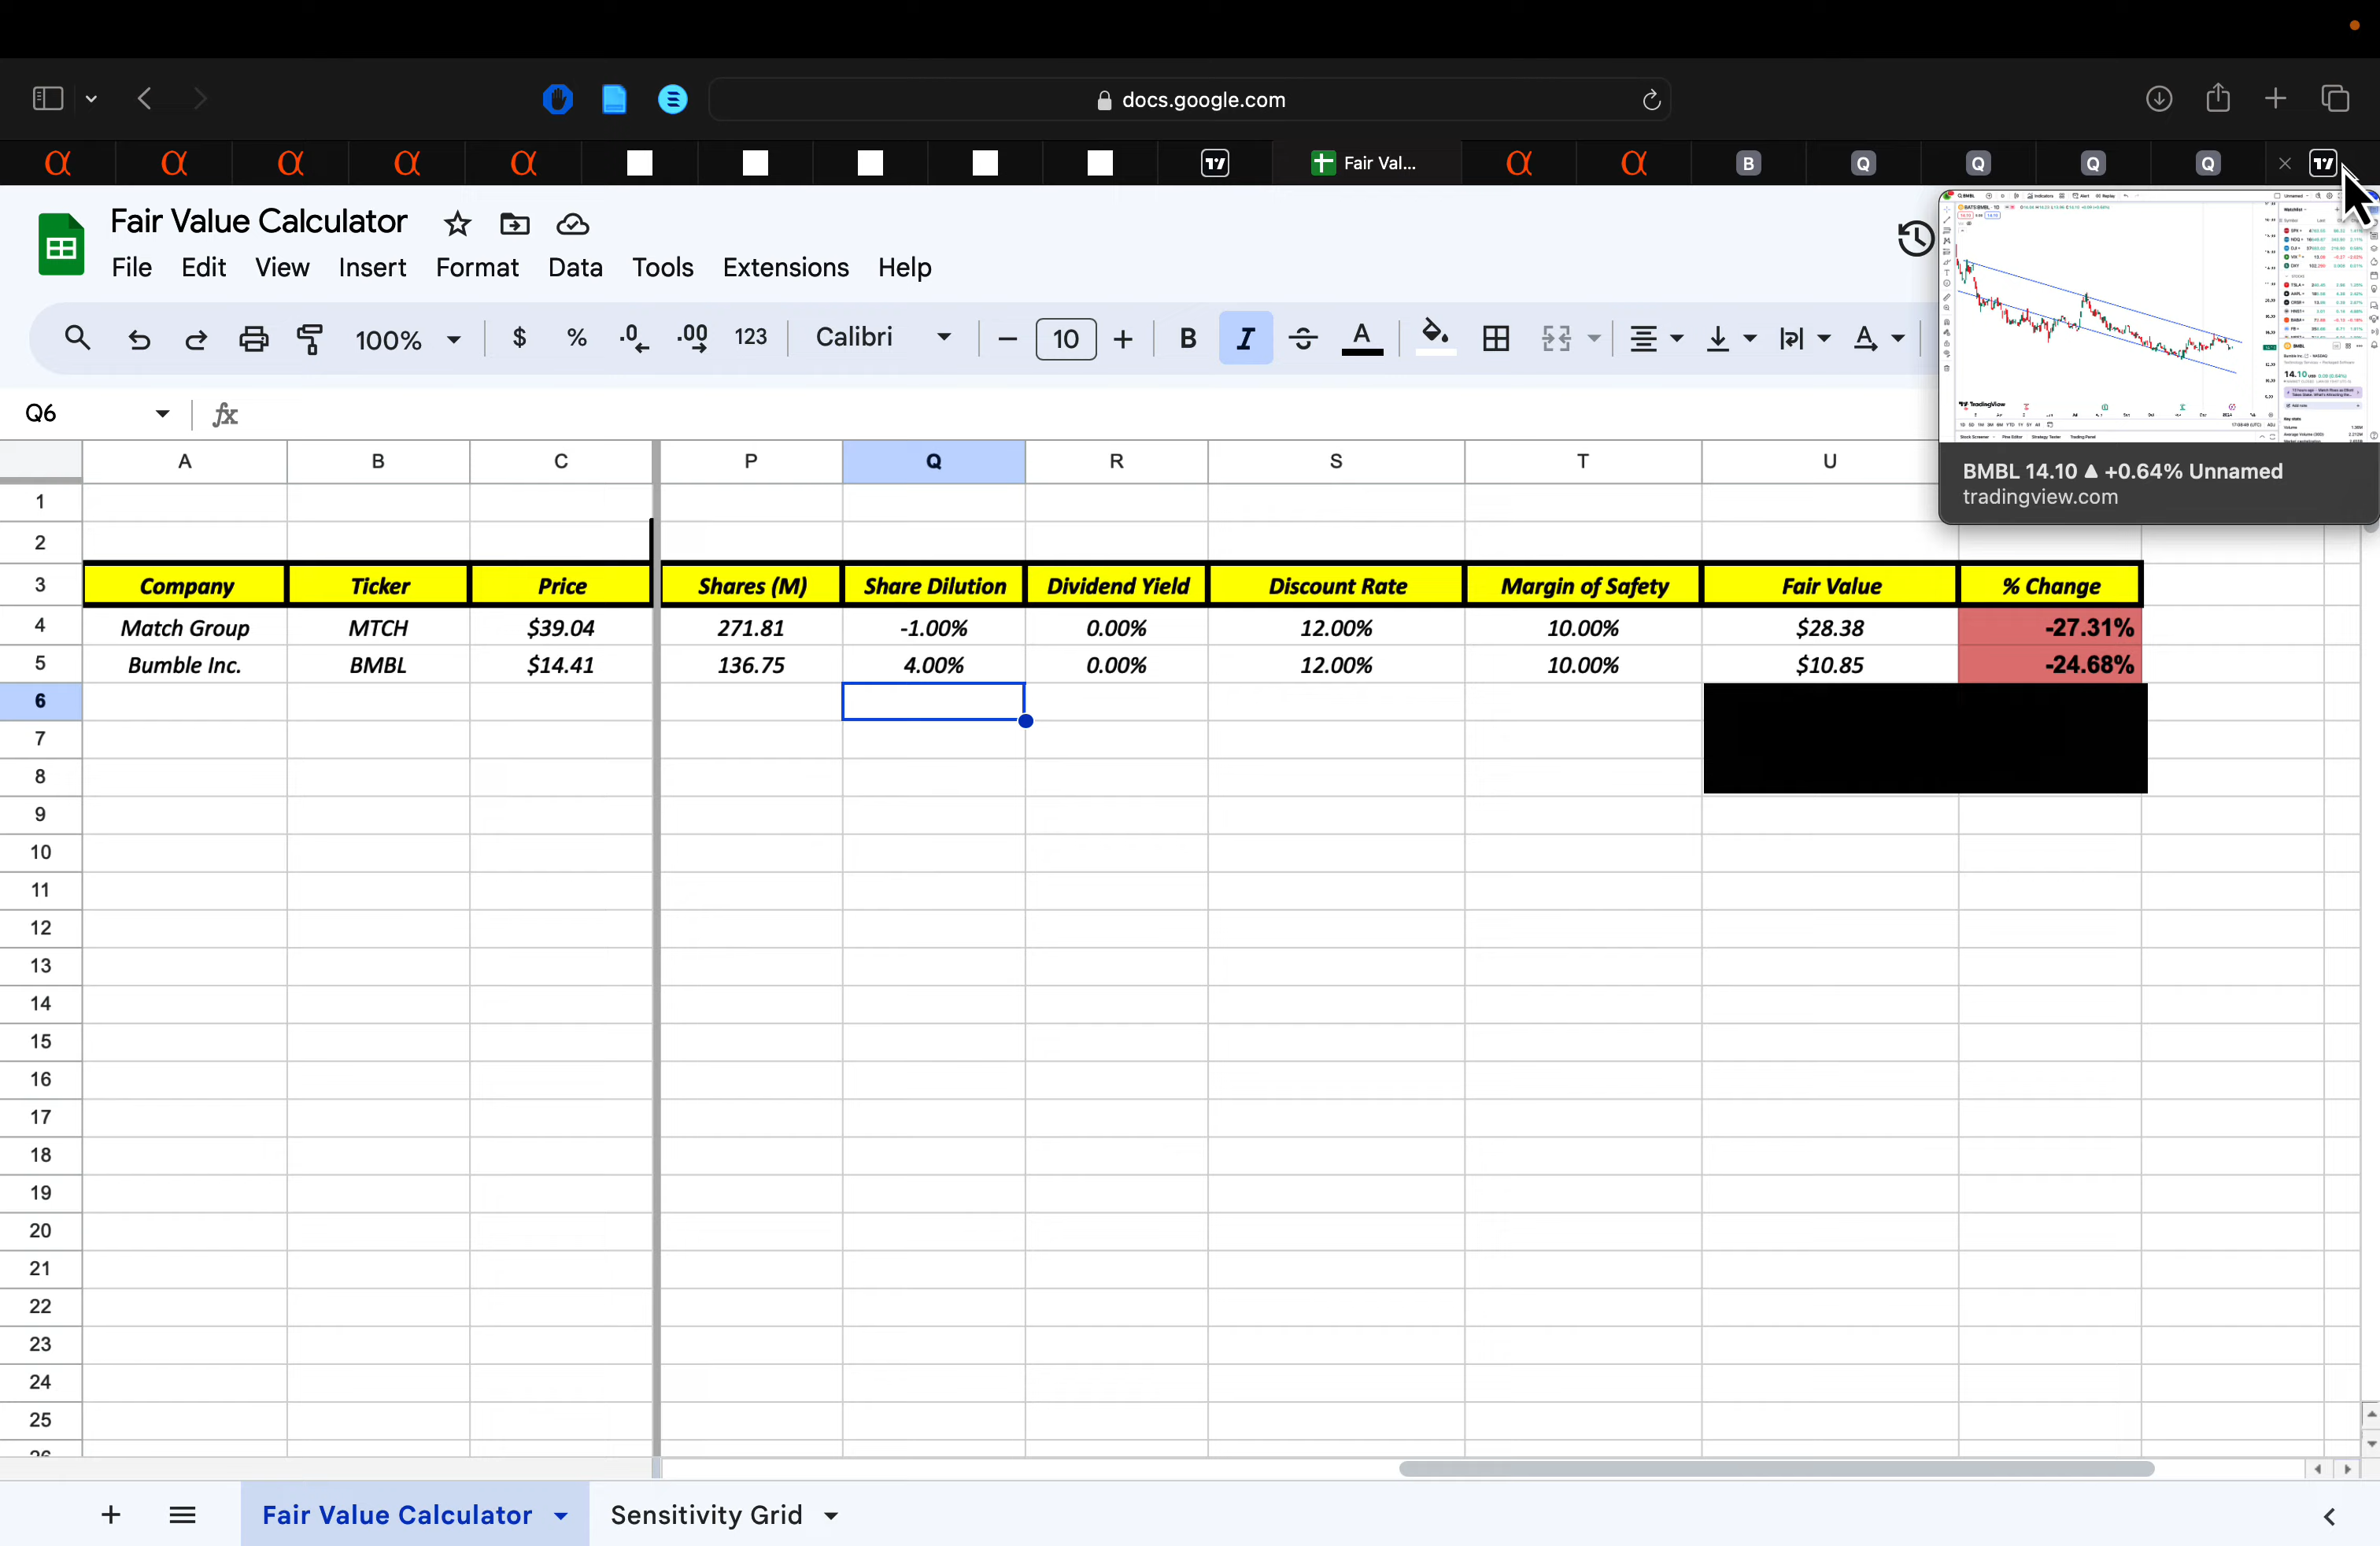 docs.google.com
α α α α α Fair Val... α α B Q Q Q Q
Fair Value Calculator
File Edit View Insert Format Data Tools Extensions Help
100% $ % .0 .00 123 Calibri 10 B I A
Q6 fx
BMBL 14.10 ▲ +0.64% Unnamed
tradingview.com
TradingView
A B C P Q R S T U
1
2
3 Company Ticker Price Shares (M) Share Dilution Dividend Yield Discount Rate Margin of Safety Fair Value % Change
4 Match Group MTCH $39.04 271.81 -1.00% 0.00% 12.00% 10.00% $28.38 -27.31%
5 Bumble Inc. BMBL $14.41 136.75 4.00% 0.00% 12.00% 10.00% $10.85 -24.68%
6
7
8
9
10
11
12
13
14
15
16
17
18
19
20
21
22
23
24
25
26
Fair Value Calculator Sensitivity Grid